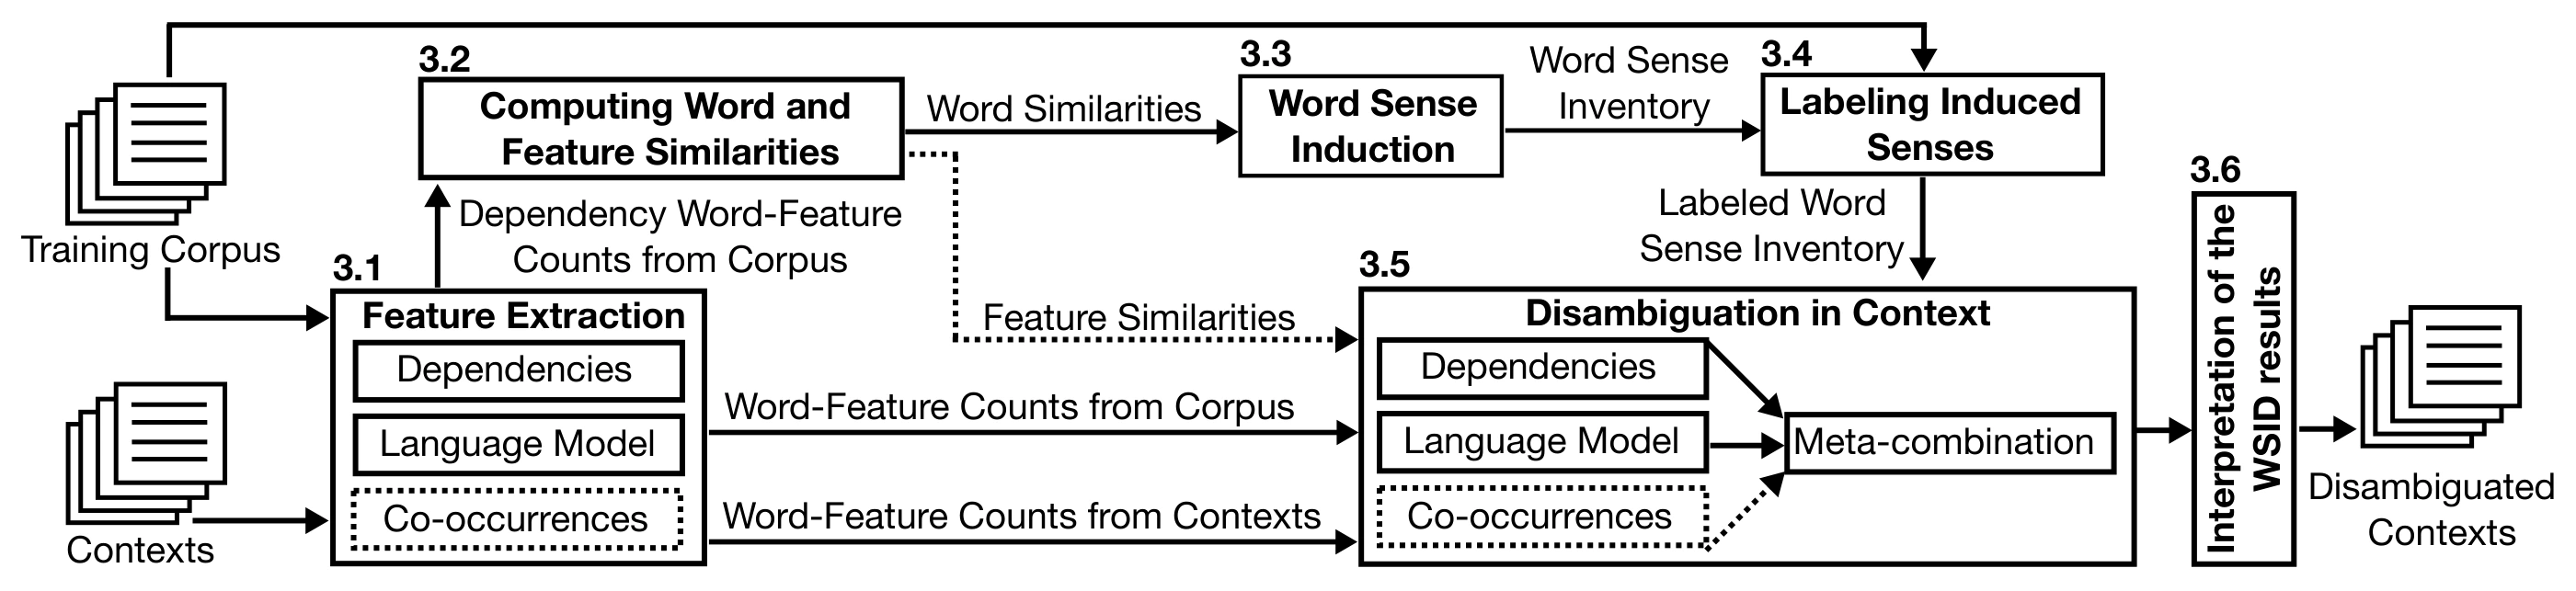 3.2
Computing Word and
Feature Similarities
Word Similarities
3.3
Word Sense
Induction
Word Sense
Inventory
3.4
Labeling Induced
Senses
Training Corpus
Dependency Word-Feature
Counts from Corpus
Labeled Word
Sense Inventory
3.1
Feature Extraction
Dependencies
Language Model
Co-occurrences
Contexts
Feature Similarities
Word-Feature Counts from Corpus
Word-Feature Counts from Contexts
3.5
Disambiguation in Context
Dependencies
Language Model
Co-occurrences
Meta-combination
3.6
Interpretation of the
WSID results
Disambiguated
Contexts